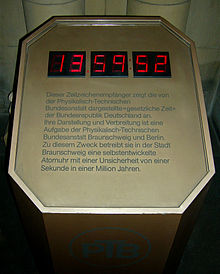 13 59 52
Dieser Zeitzeichenempfänger zeigt die von
der Physikalisch-Technischen
Bundesanstalt dargestellte »gesetzliche Zeit«
der Bundesrepublik Deutschland an.
Ihre Darstellung und Verbreitung ist eine
Aufgabe der Physikalisch-Technischen
Bundesanstalt Braunschweig und Berlin.
Zu diesem Zweck betreibt sie in der Stadt
Braunschweig eine selbstentwickelte
Atomuhr mit einer Unsicherheit von einer
Sekunde in einer Million Jahren.
PTB